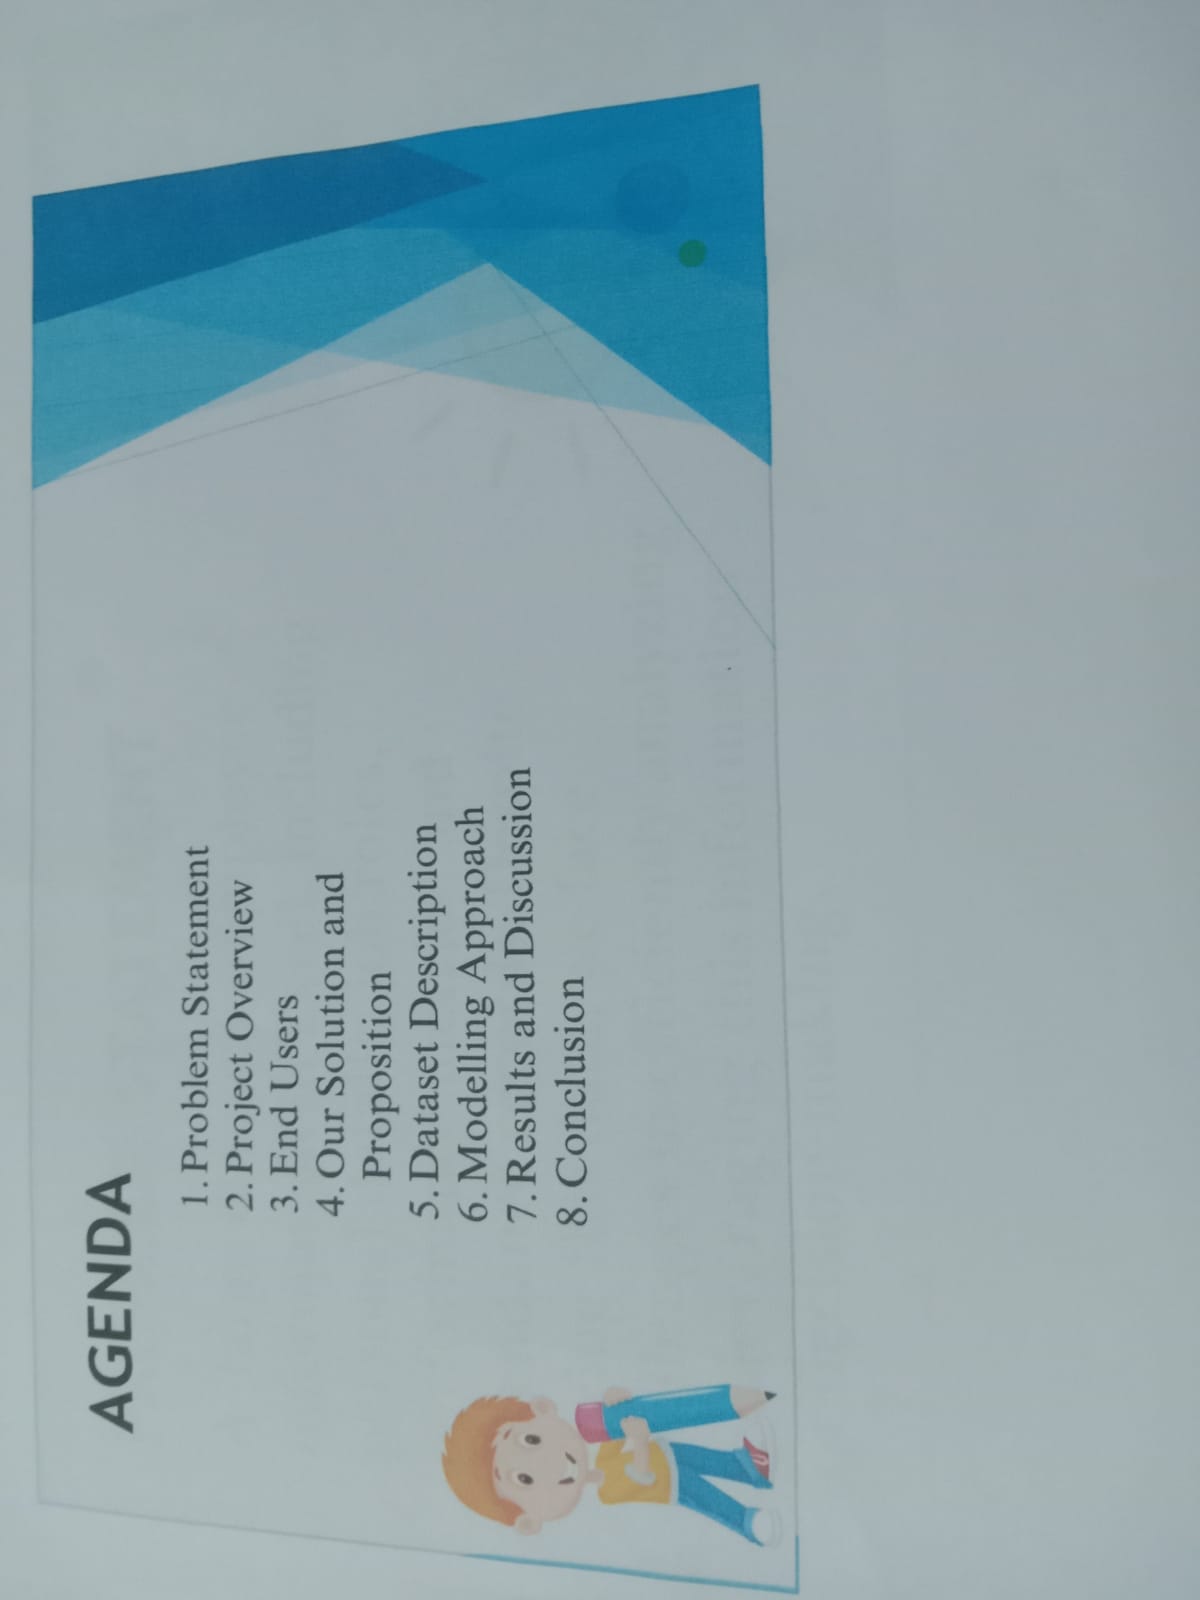 AGENDA
1. Problem Statement
2. Project Overview
3. End Users
4. Our Solution and
Proposition
5. Dataset Description
6. Modelling Approach
7. Results and Discussion
8. Conclusion